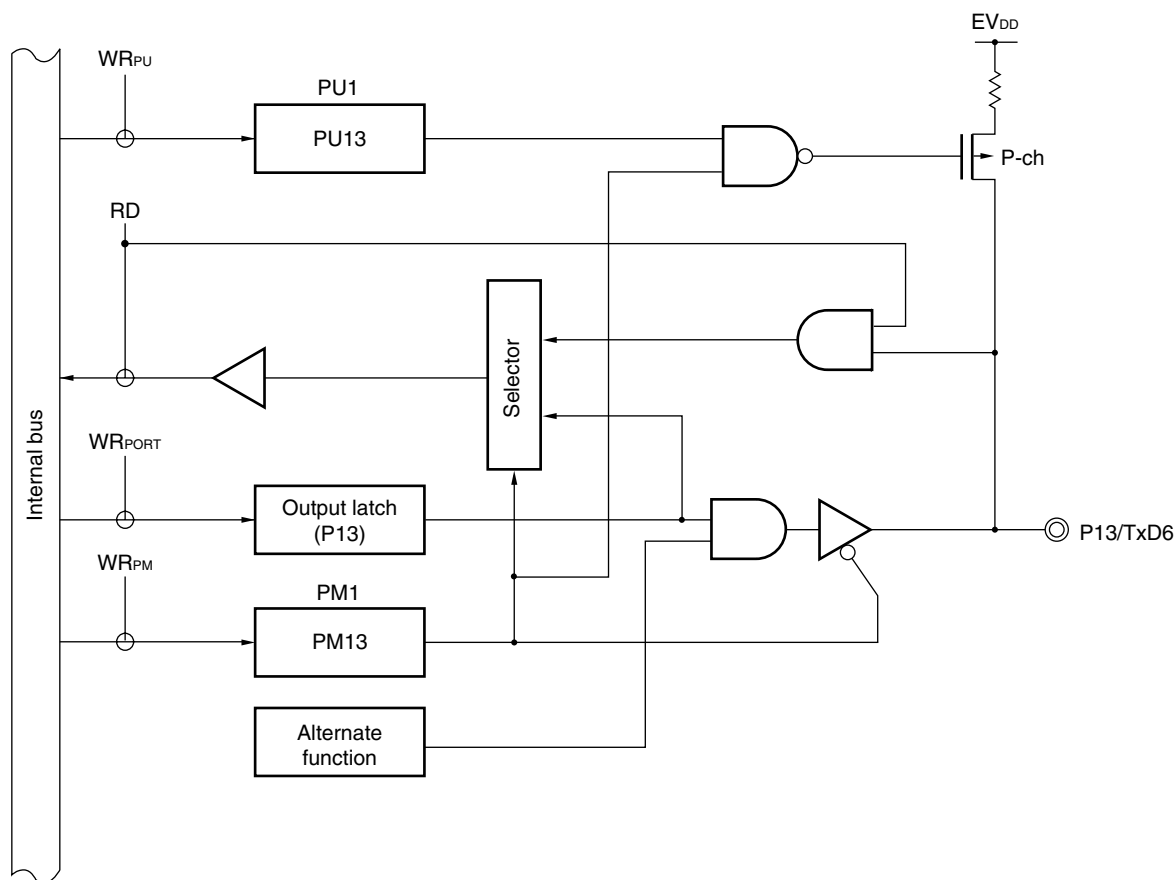 EVDD
WRPU
PU1
PU13
P-ch
RD
Selector
Internal bus
WRPORT
Output latch
(P13)
P13/TxD6
WRPM
PM1
PM13
Alternate
function